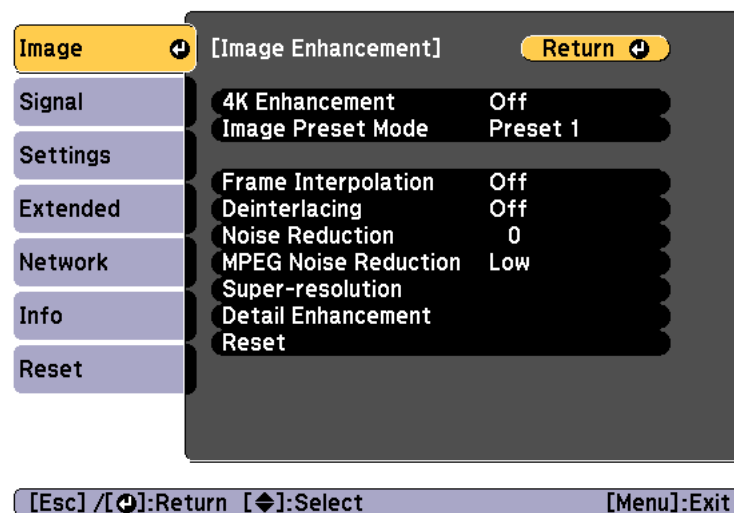 Image
Signal
Settings
Extended
Network
Info
Reset
[Image Enhancement] Return
4K Enhancement Off
Image Preset Mode Preset 1
Frame Interpolation Off
Deinterlacing Off
Noise Reduction 0
MPEG Noise Reduction Low
Super-resolution
Detail Enhancement
Reset
[Esc] /[⏎]:Return [◆]:Select [Menu]:Exit